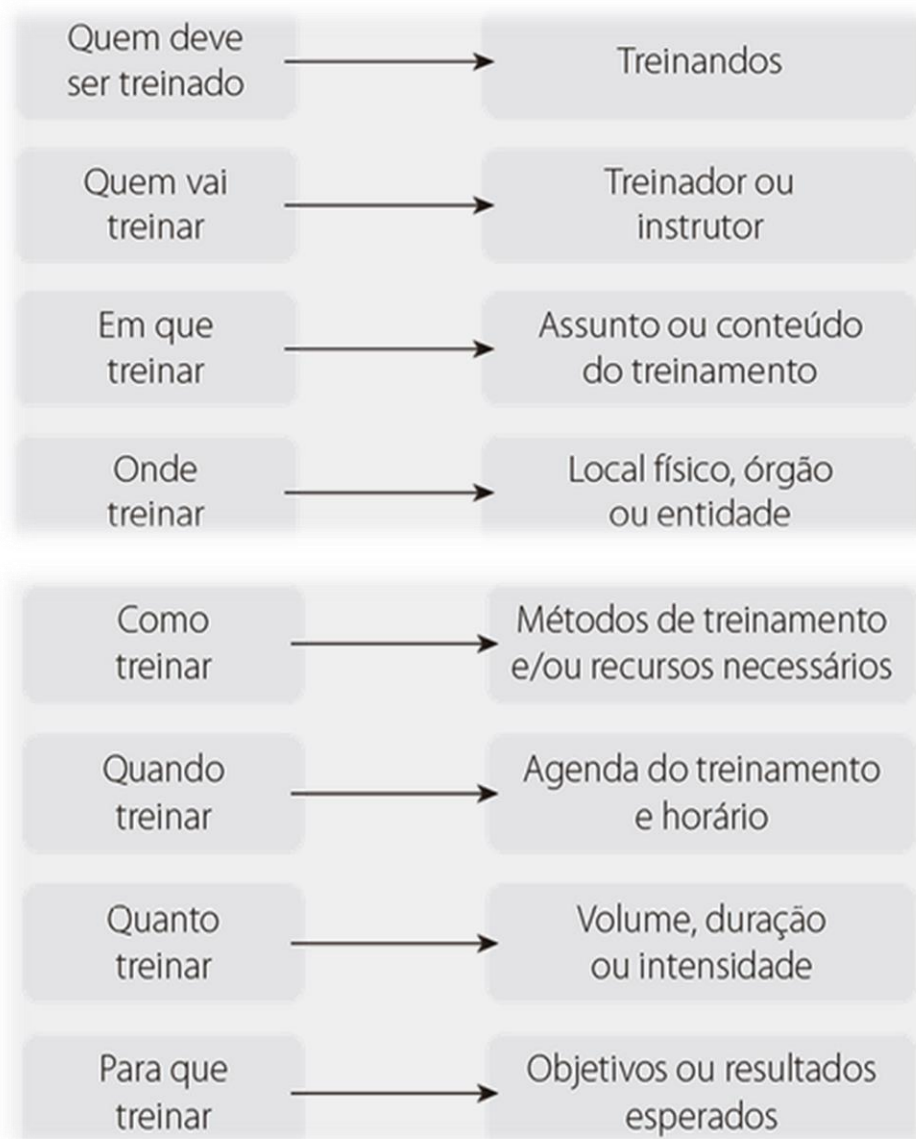 Quem deve
ser treinado
Treinandos
Quem vai
treinar
Treinador ou
instrutor
Em que
treinar
Assunto ou conteúdo
do treinamento
Onde
treinar
Local físico, órgão
ou entidade
Como
treinar
Métodos de treinamento
e/ou recursos necessários
Quando
treinar
Agenda do treinamento
e horário
Quanto
treinar
Volume, duração
ou intensidade
Para que
treinar
Objetivos ou resultados
esperados